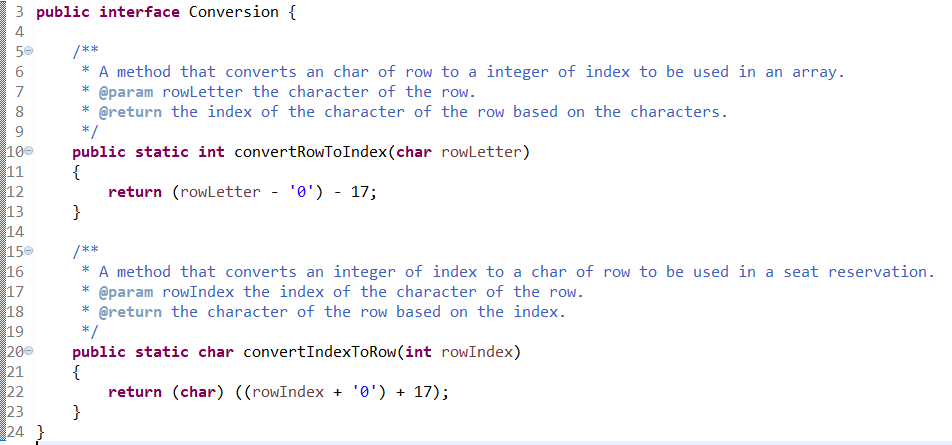 3 public interface Conversion {
4
5 /**
6 * A method that converts an char of row to a integer of index to be used in an array.
7 * @param rowLetter the character of the row.
8 * @return the index of the character of the row based on the characters.
9 */
10 public static int convertRowToIndex(char rowLetter)
11 {
12 return (rowLetter - '0') - 17;
13 }
14
15 /**
16 * A method that converts an integer of index to a char of row to be used in a seat reservation.
17 * @param rowIndex the index of the character of the row.
18 * @return the character of the row based on the index.
19 */
20 public static char convertIndexToRow(int rowIndex)
21 {
22 return (char) ((rowIndex + '0') + 17);
23 }
24 }